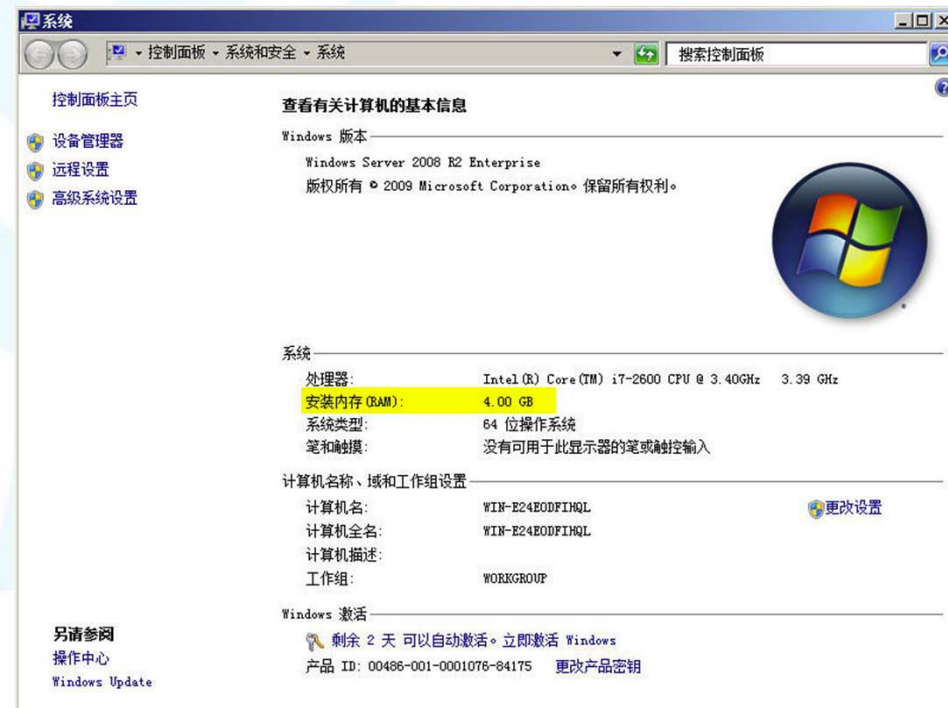 系统
控制面板 系统和安全 系统 搜索控制面板
控制面板主页
设备管理器
远程设置
高级系统设置
查看有关计算机的基本信息
Windows 版本
Windows Server 2008 R2 Enterprise
版权所有 © 2009 Microsoft Corporation。保留所有权利。
系统
处理器: Intel(R) Core(TM) i7-2600 CPU @ 3.40GHz 3.39 GHz
安装内存(RAM): 4.00 GB
系统类型: 64 位操作系统
笔和触摸: 没有可用于此显示器的笔或触控输入
计算机名称、域和工作组设置
计算机名: WIN-E24EODFIHQL 更改设置
计算机全名: WIN-E24EODFIHQL
计算机描述:
工作组: WORKGROUP
Windows 激活
剩余 2 天 可以自动激活。立即激活 Windows
产品 ID: 00486-001-0001076-84175 更改产品密钥
另请参阅
操作中心
Windows Update